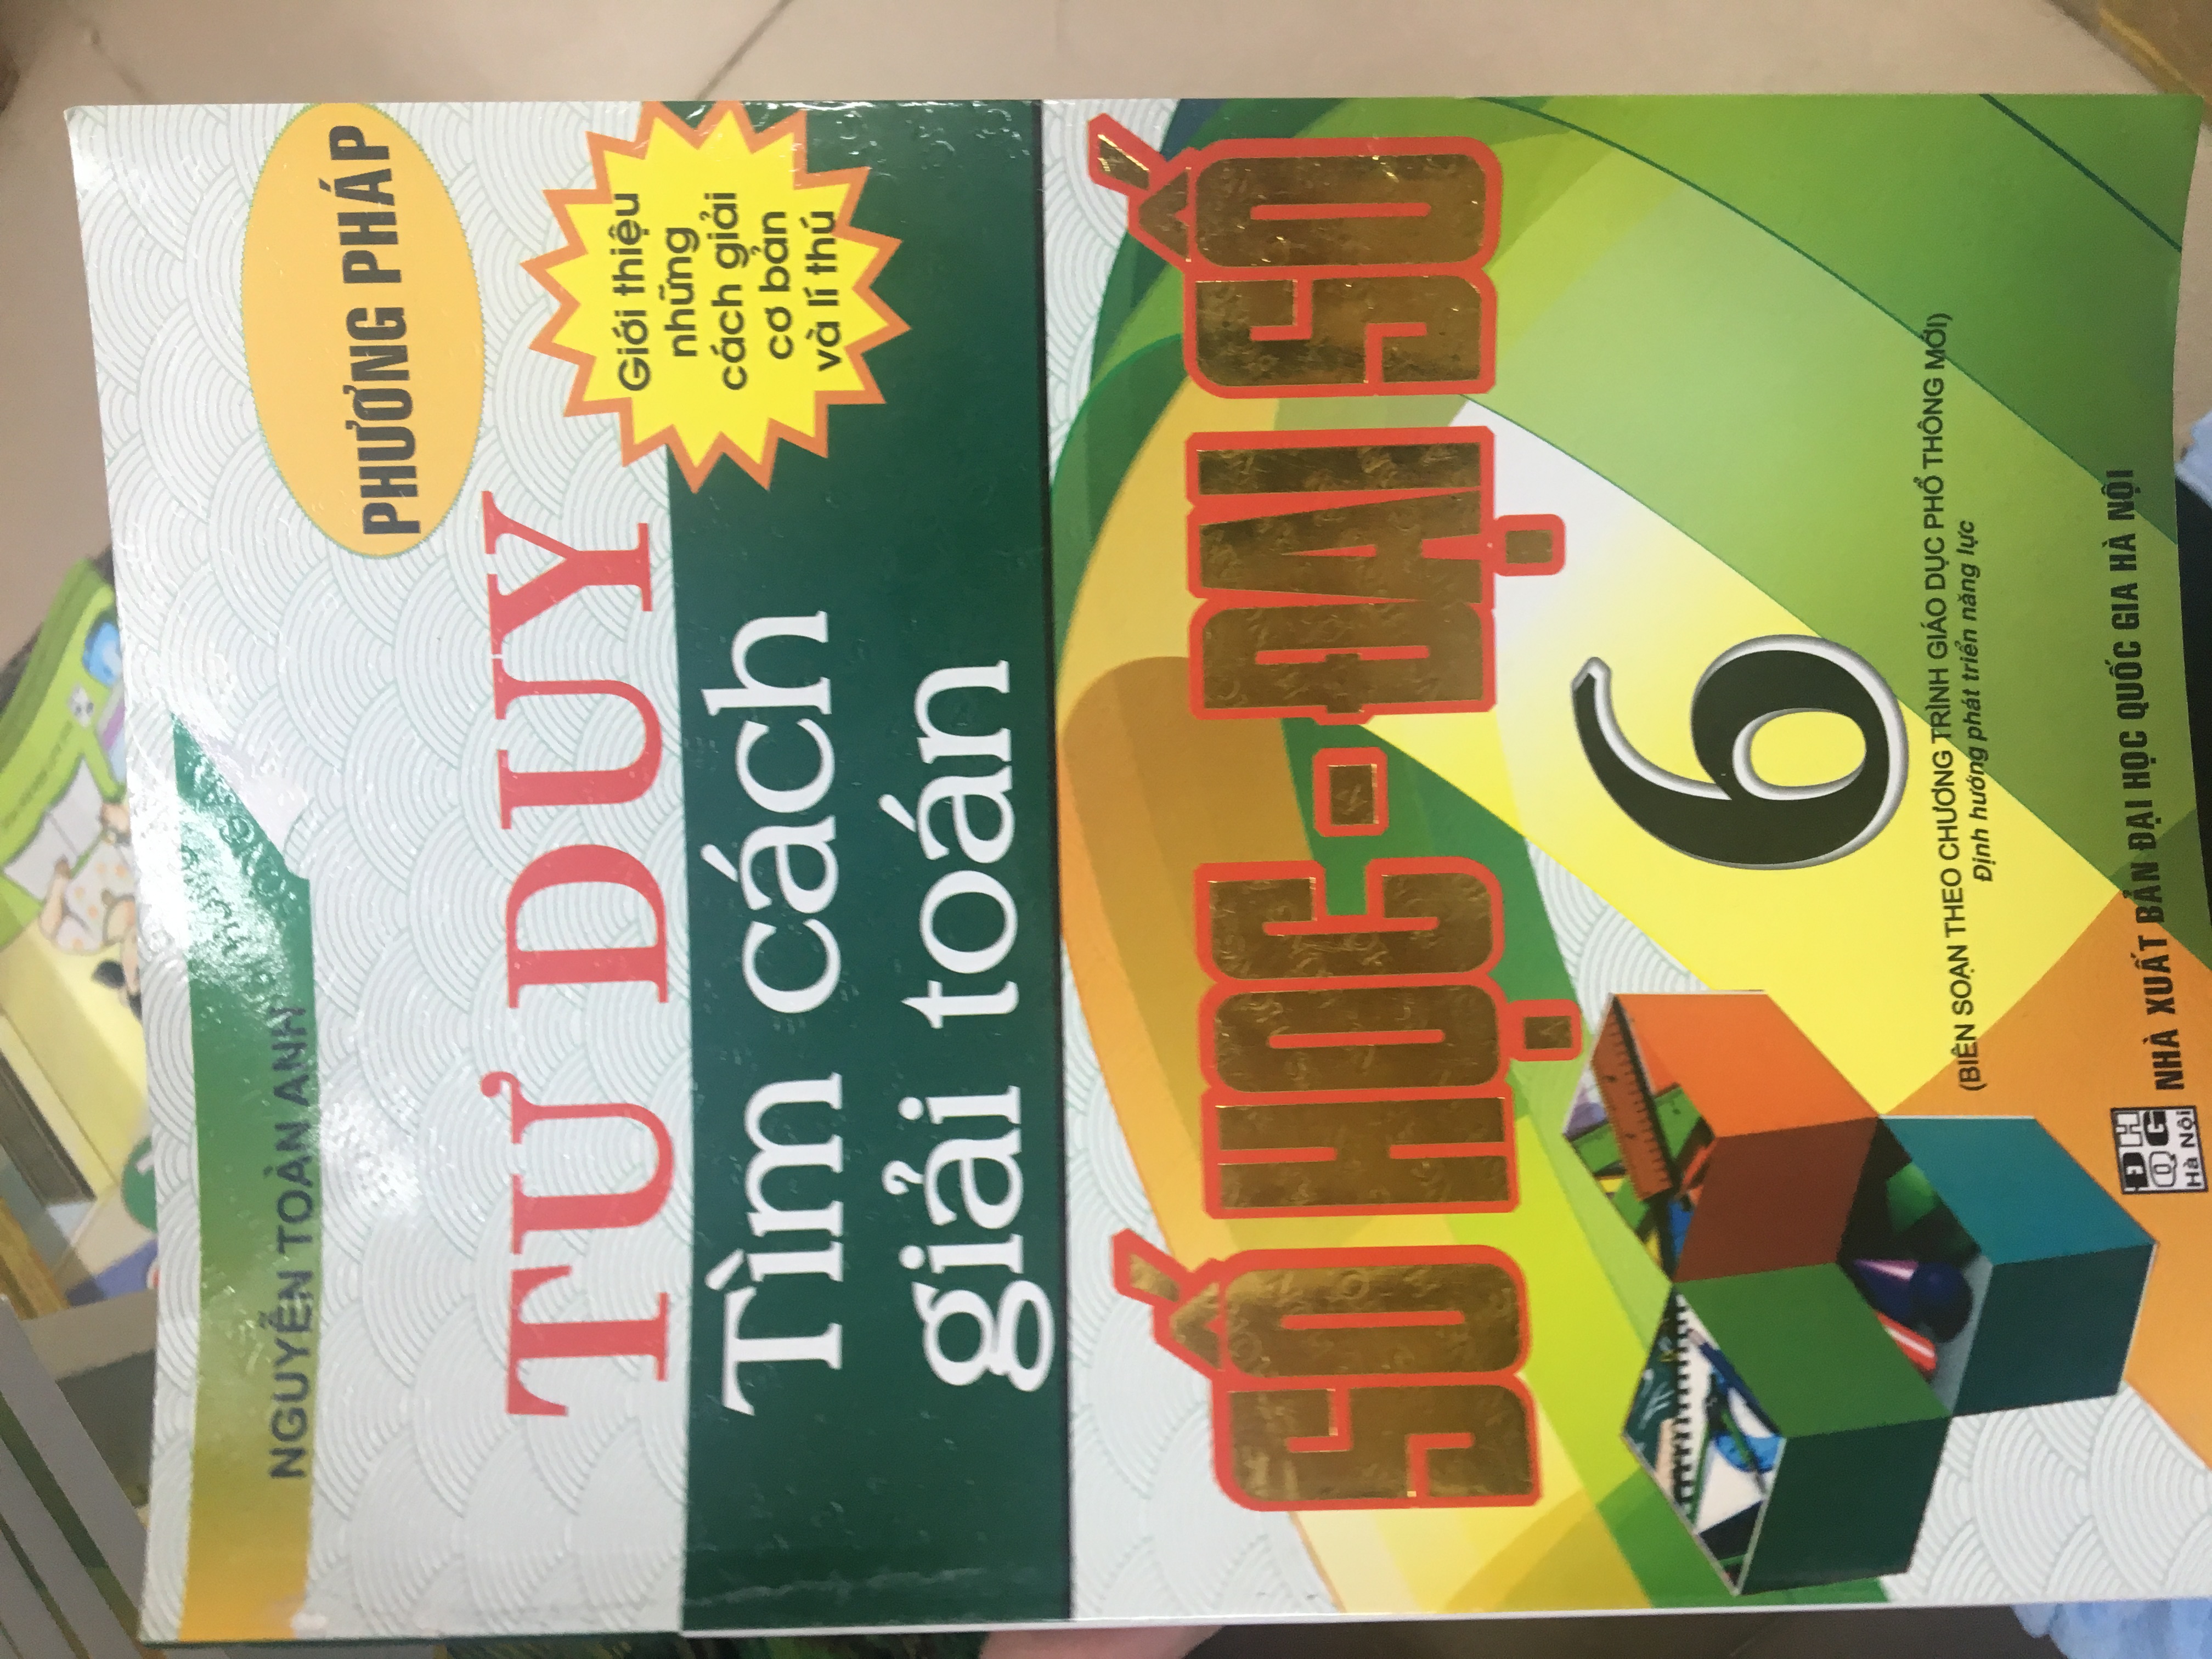 NGUYỄN TOÀN ANH
PHƯƠNG PHÁP
TƯ DUY
Tìm cách
giải toán
Giới thiệu
những
cách giải
cơ bản
và lí thú
SỐ HỌC - ĐẠI SỐ
6
(BIÊN SOẠN THEO CHƯƠNG TRÌNH GIÁO DỤC PHỔ THÔNG MỚI)
Định hướng phát triển năng lực
ĐH
QG
Hà Nội
NHÀ XUẤT BẢN ĐẠI HỌC QUỐC GIA HÀ NỘI